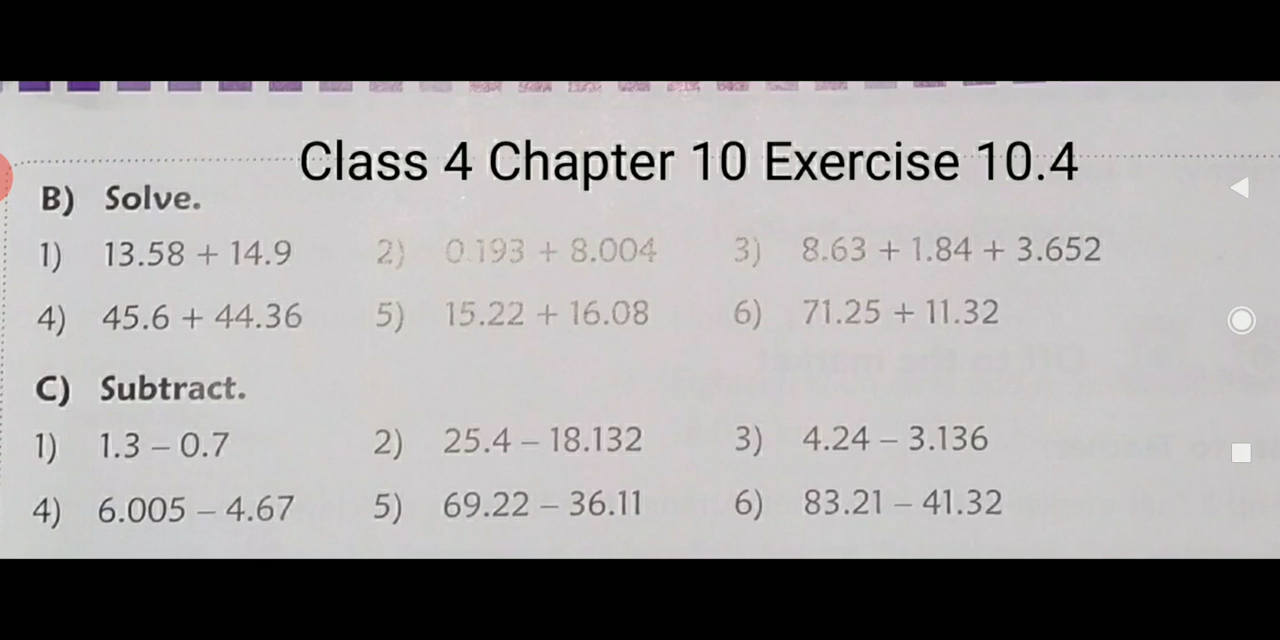 Class 4 Chapter 10 Exercise 10.4
B) Solve.
1) 13.58 + 14.9 2) 0.193 + 8.004 3) 8.63 + 1.84 + 3.652
4) 45.6 + 44.36 5) 15.22 + 16.08 6) 71.25 + 11.32
C) Subtract.
1) 1.3 – 0.7 2) 25.4 – 18.132 3) 4.24 – 3.136
4) 6.005 – 4.67 5) 69.22 – 36.11 6) 83.21 – 41.32